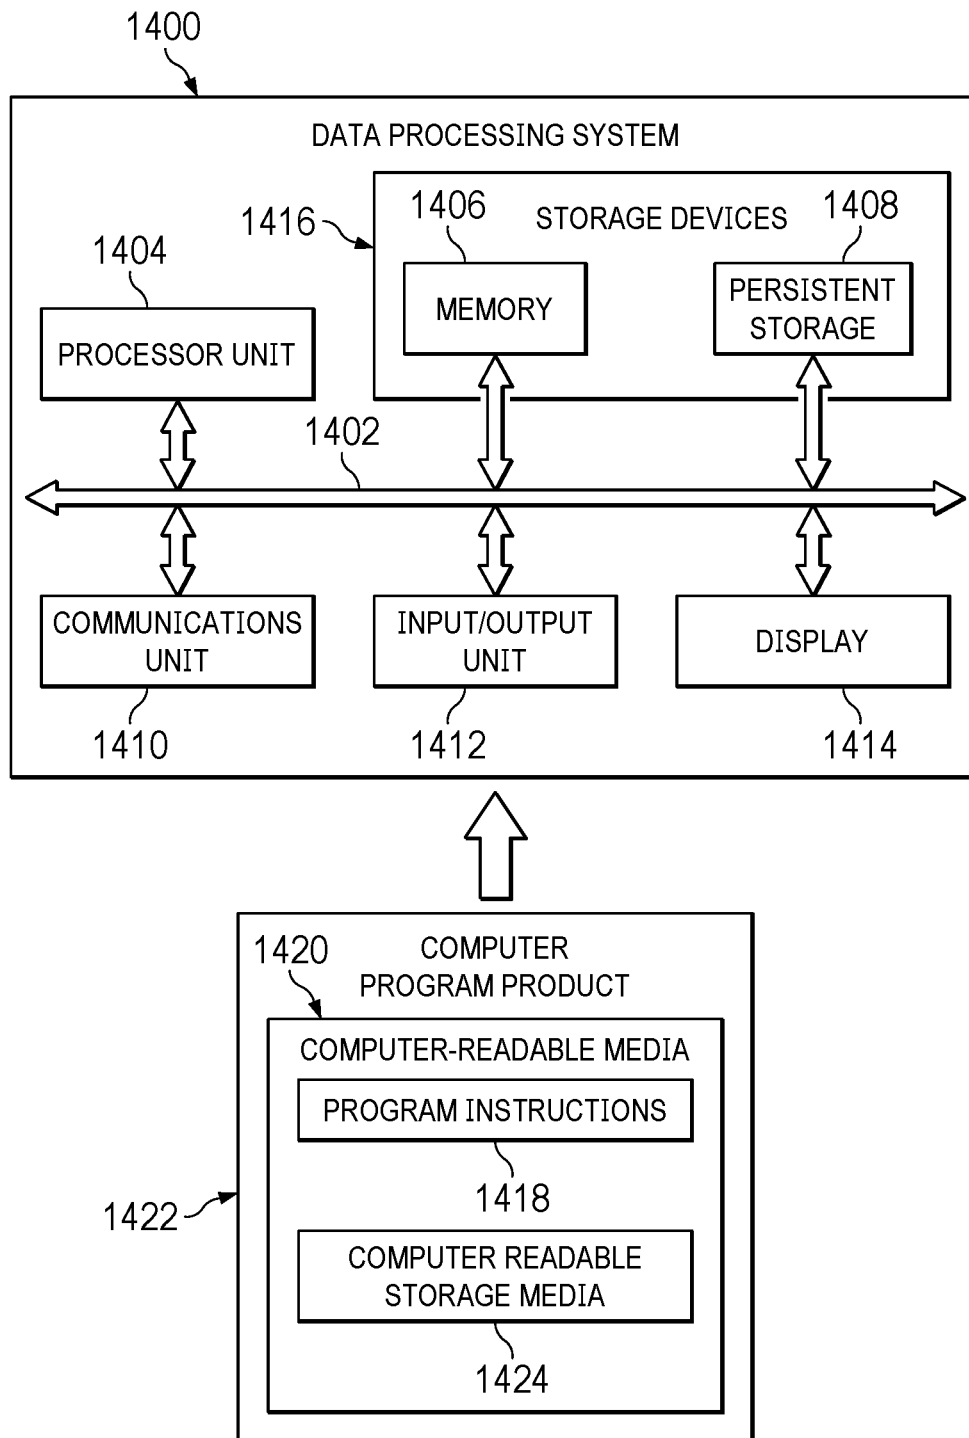 1400
DATA PROCESSING SYSTEM
1416
1406
STORAGE DEVICES
1408
1404
MEMORY
PERSISTENT
STORAGE
PROCESSOR UNIT
1402
COMMUNICATIONS
UNIT
INPUT/OUTPUT
UNIT
DISPLAY
1410
1412
1414
1420
COMPUTER
PROGRAM PRODUCT
COMPUTER-READABLE MEDIA
PROGRAM INSTRUCTIONS
1418
1422
COMPUTER READABLE
STORAGE MEDIA
1424